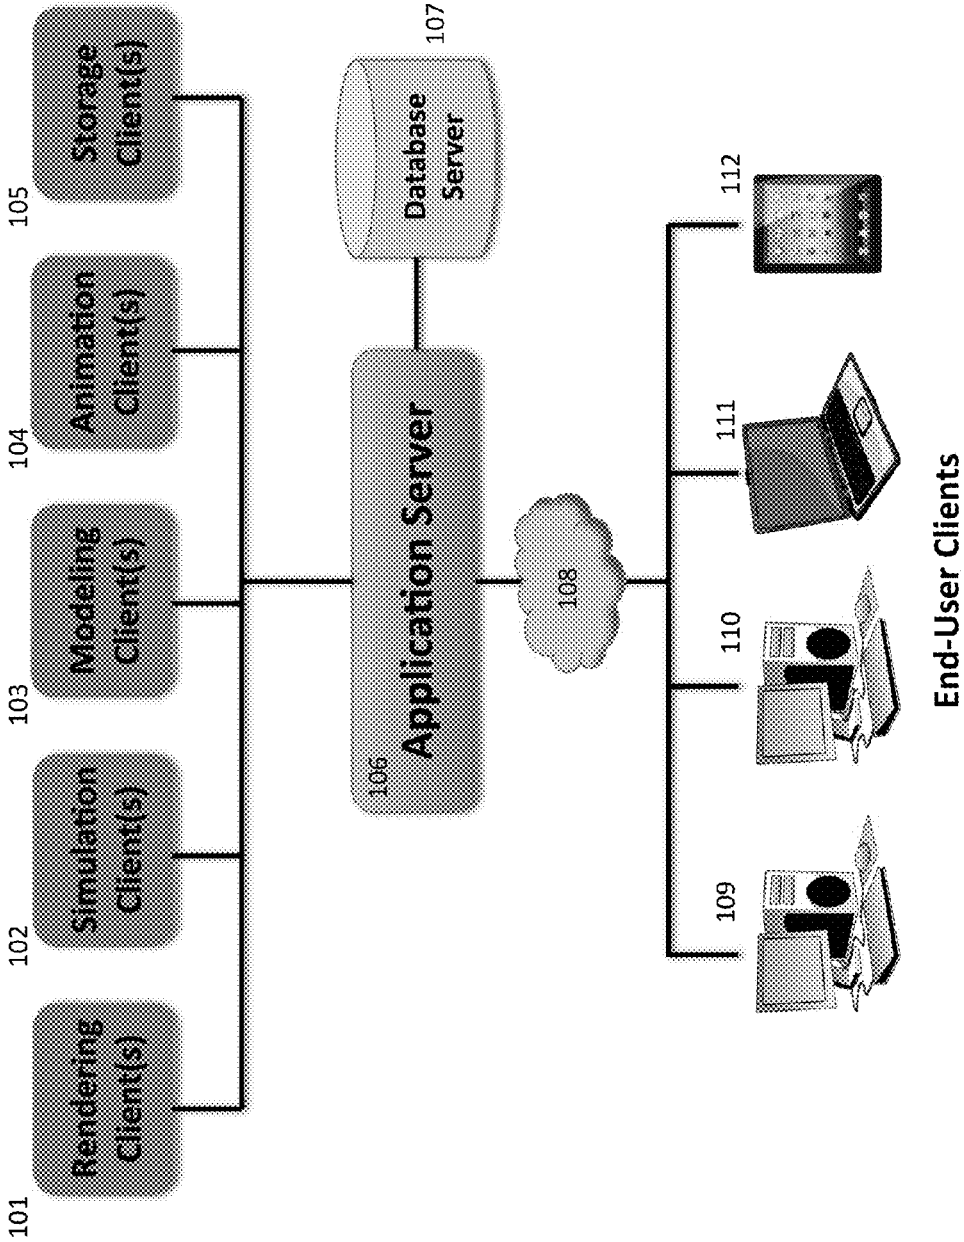 101
Rendering
Client(s)
102
Simulation
Client(s)
103
Modeling
Client(s)
104
Animation
Client(s)
105
Storage
Client(s)
106
Application Server
Database
Server
107
108
109
110
111
112
End-User Clients